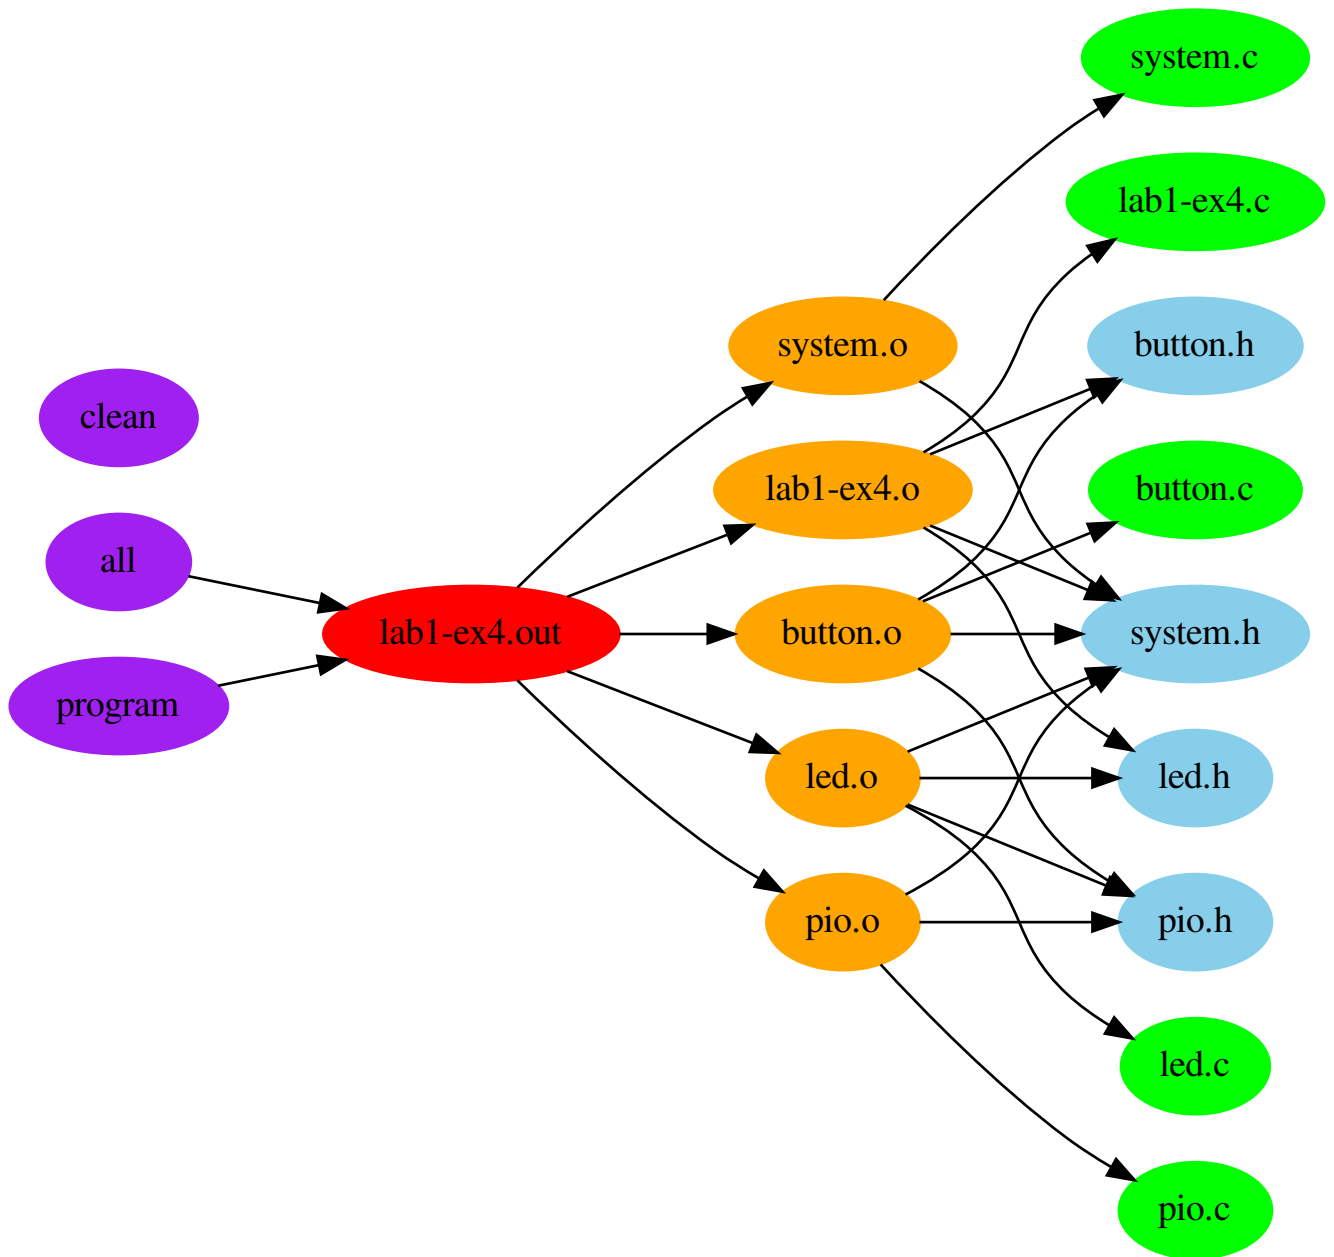 system.c
lab1-ex4.c
system.o
button.h
clean
lab1-ex4.o
button.c
all
lab1-ex4.out
button.o
system.h
program
led.o
led.h
pio.o
pio.h
led.c
pio.c